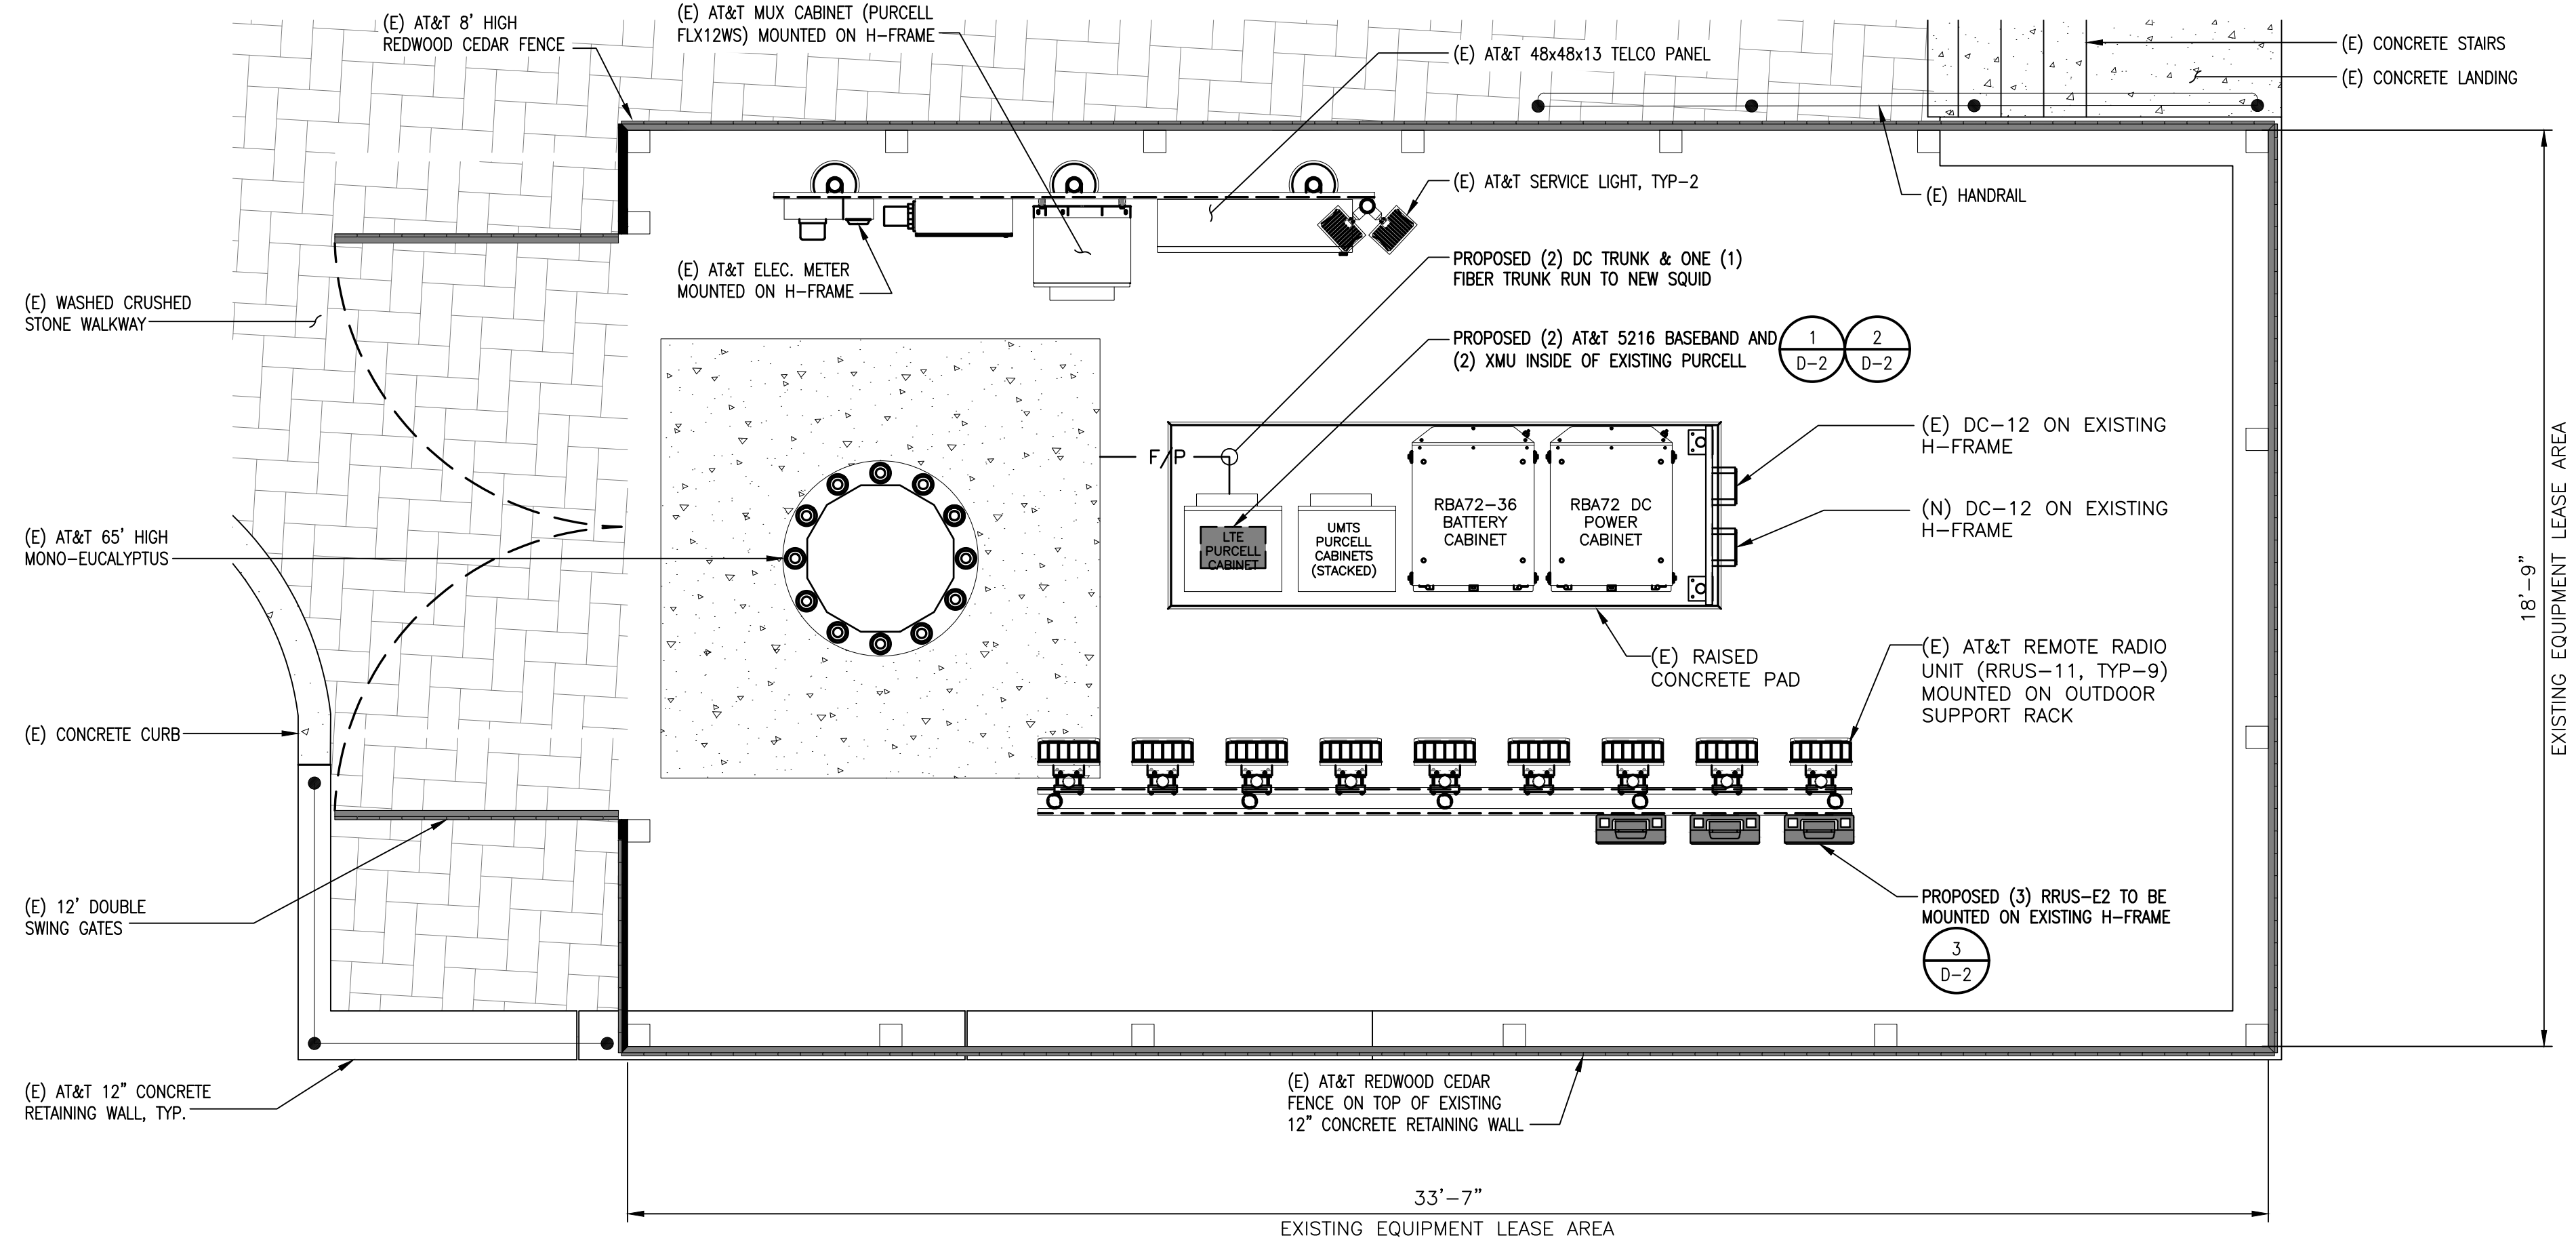 (E) AT&T 8' HIGH
REDWOOD CEDAR FENCE
(E) AT&T MUX CABINET (PURCELL
FLX12WS) MOUNTED ON H-FRAME
(E) AT&T 48x48x13 TELCO PANEL
(E) CONCRETE STAIRS
(E) CONCRETE LANDING
(E) AT&T SERVICE LIGHT, TYP-2
(E) HANDRAIL
(E) AT&T ELEC. METER
MOUNTED ON H-FRAME
PROPOSED (2) DC TRUNK & ONE (1)
FIBER TRUNK RUN TO NEW SQUID
(E) WASHED CRUSHED
STONE WALKWAY
PROPOSED (2) AT&T 5216 BASEBAND AND
(2) XMU INSIDE OF EXISTING PURCELL
1
D-2
2
D-2
(E) DC-12 ON EXISTING
H-FRAME
F/P
(N) DC-12 ON EXISTING
H-FRAME
LTE
PURCELL
CABINET
UMTS
PURCELL
CABINETS
(STACKED)
RBA72-36
BATTERY
CABINET
RBA72 DC
POWER
CABINET
(E) AT&T 65' HIGH
MONO-EUCALYPTUS
18'-9"
EXISTING EQUIPMENT LEASE AREA
(E) RAISED
CONCRETE PAD
(E) AT&T REMOTE RADIO
UNIT (RRUS-11, TYP-9)
MOUNTED ON OUTDOOR
SUPPORT RACK
(E) CONCRETE CURB
(E) 12' DOUBLE
SWING GATES
PROPOSED (3) RRUS-E2 TO BE
MOUNTED ON EXISTING H-FRAME
3
D-2
(E) AT&T 12" CONCRETE
RETAINING WALL, TYP.
(E) AT&T REDWOOD CEDAR
FENCE ON TOP OF EXISTING
12" CONCRETE RETAINING WALL
33'-7"
EXISTING EQUIPMENT LEASE AREA